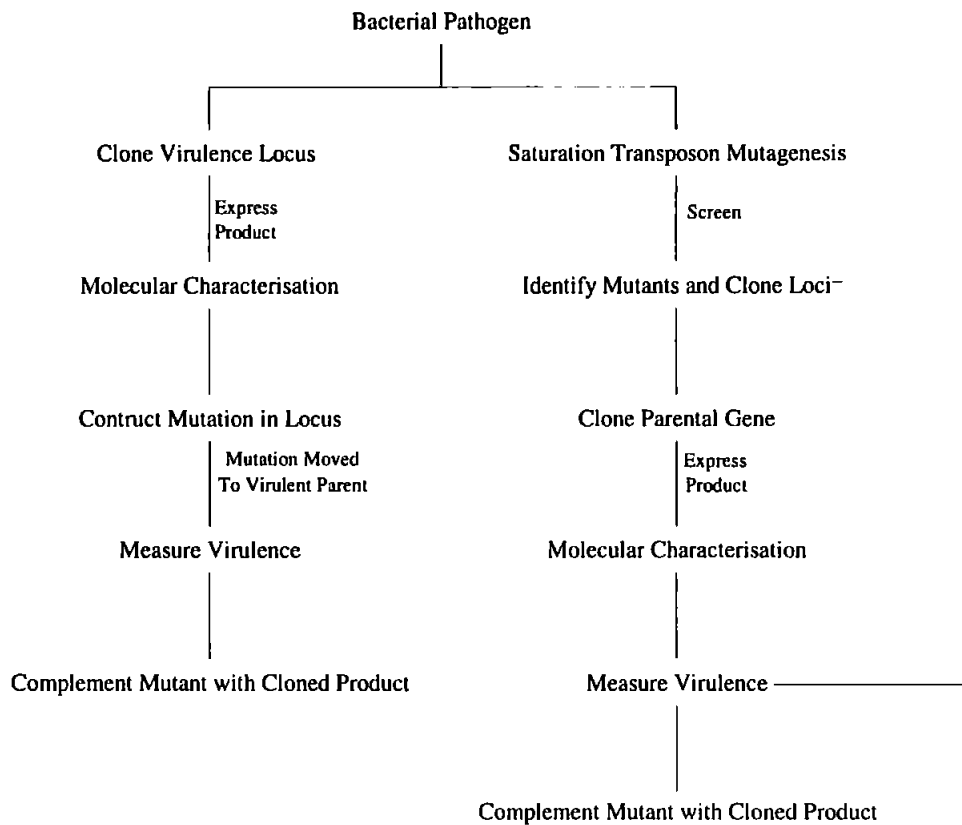 Bacterial Pathogen
Clone Virulence Locus
Express
Product
Molecular Characterisation
Contruct Mutation in Locus
Mutation Moved
To Virulent Parent
Measure Virulence
Complement Mutant with Cloned Product
Saturation Transposon Mutagenesis
Screen
Identify Mutants and Clone Loci⁻
Clone Parental Gene
Express
Product
Molecular Characterisation
Measure Virulence
Complement Mutant with Cloned Product